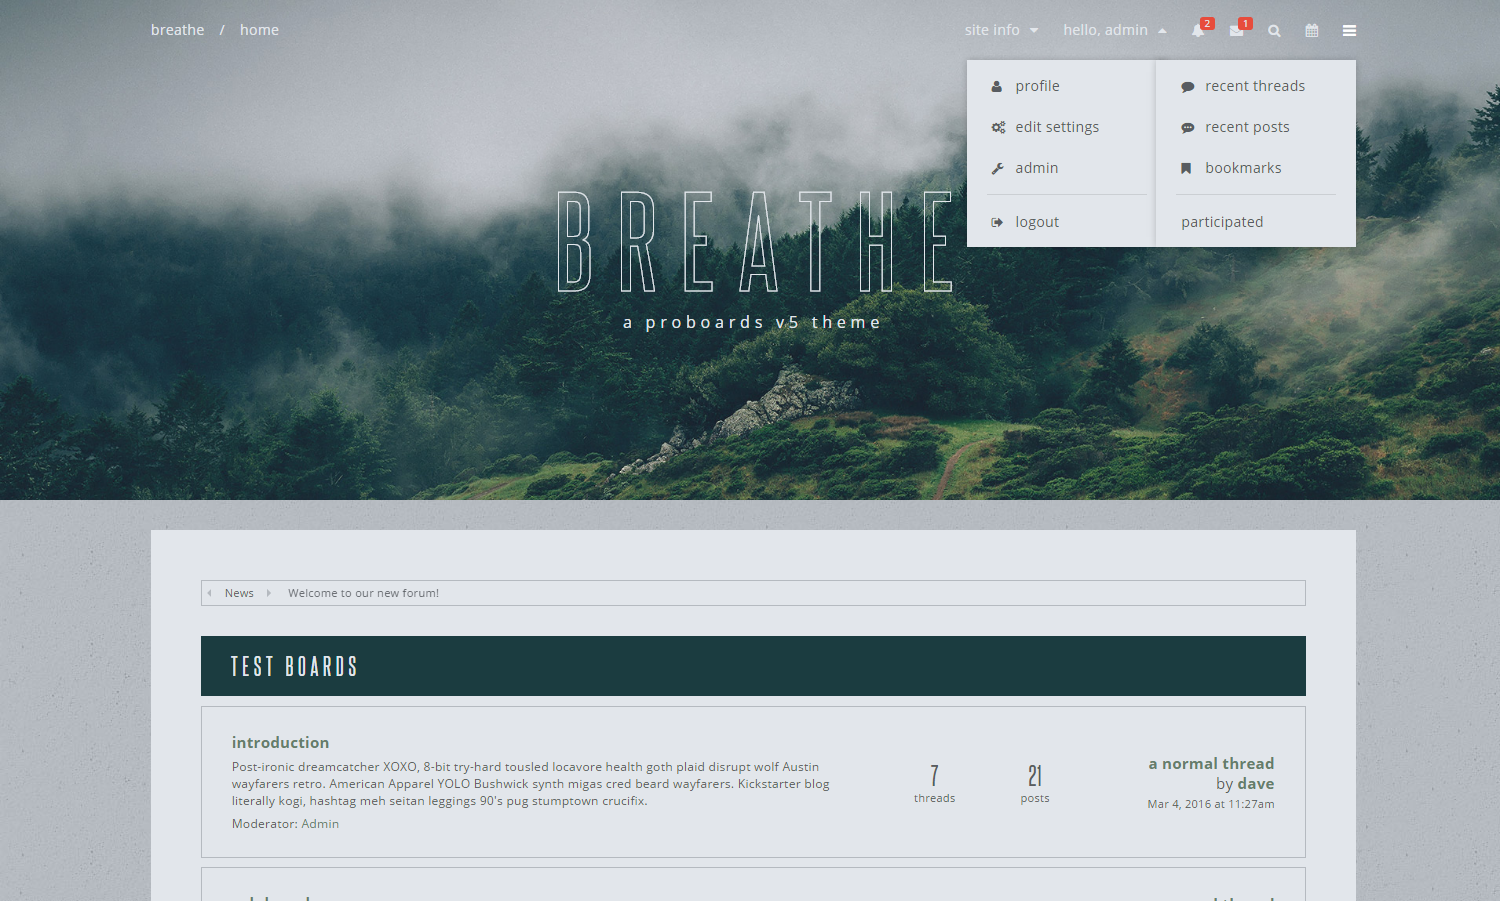 breathe / home
site info hello, admin 2 1
profile
edit settings
admin
logout
recent threads
recent posts
bookmarks
participated
BREATHE
a proboards v5 theme
News Welcome to our new forum!
TEST BOARDS
introduction
Post-ironic dreamcatcher XOXO, 8-bit try-hard tousled locavore health goth plaid disrupt wolf Austin
wayfarers retro. American Apparel YOLO Bushwick synth migas cred beard wayfarers. Kickstarter blog
literally kogi, hashtag meh seitan leggings 90's pug stumptown crucifix.
Moderator: Admin
7
threads
21
posts
a normal thread
by dave
Mar 4, 2016 at 11:27am